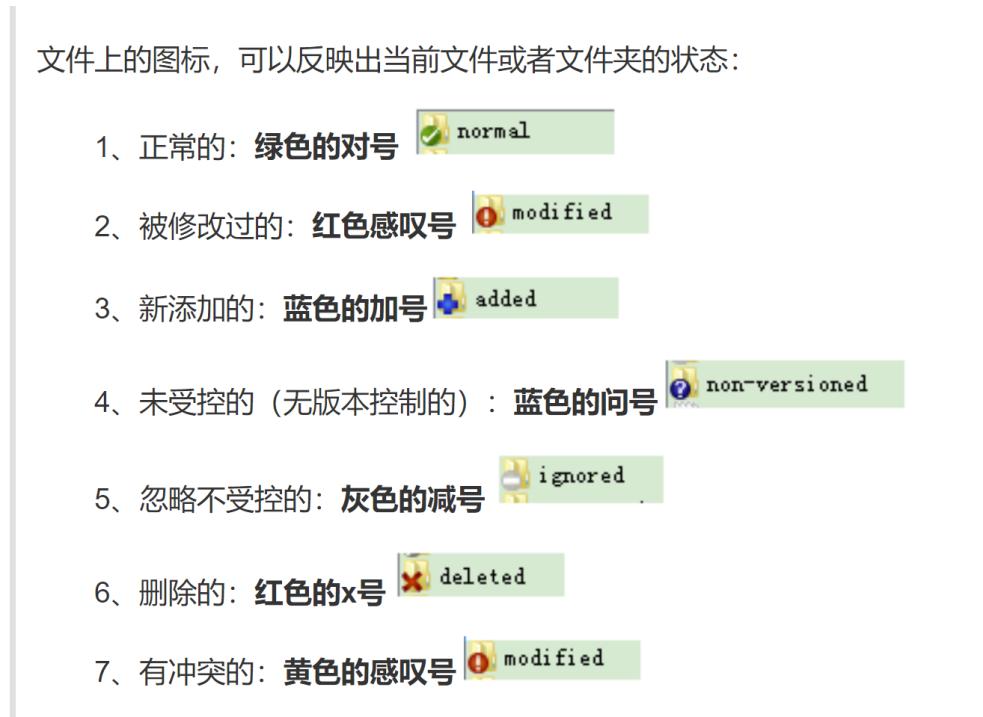 文件上的图标，可以反映出当前文件或者文件夹的状态：
1、正常的：绿色的对号 normal
2、被修改过的：红色感叹号 modified
3、新添加的：蓝色的加号 added
4、未受控的（无版本控制的）：蓝色的问号 non-versioned
5、忽略不受控的：灰色的减号 ignored
6、删除的：红色的x号 deleted
7、有冲突的：黄色的感叹号 modified